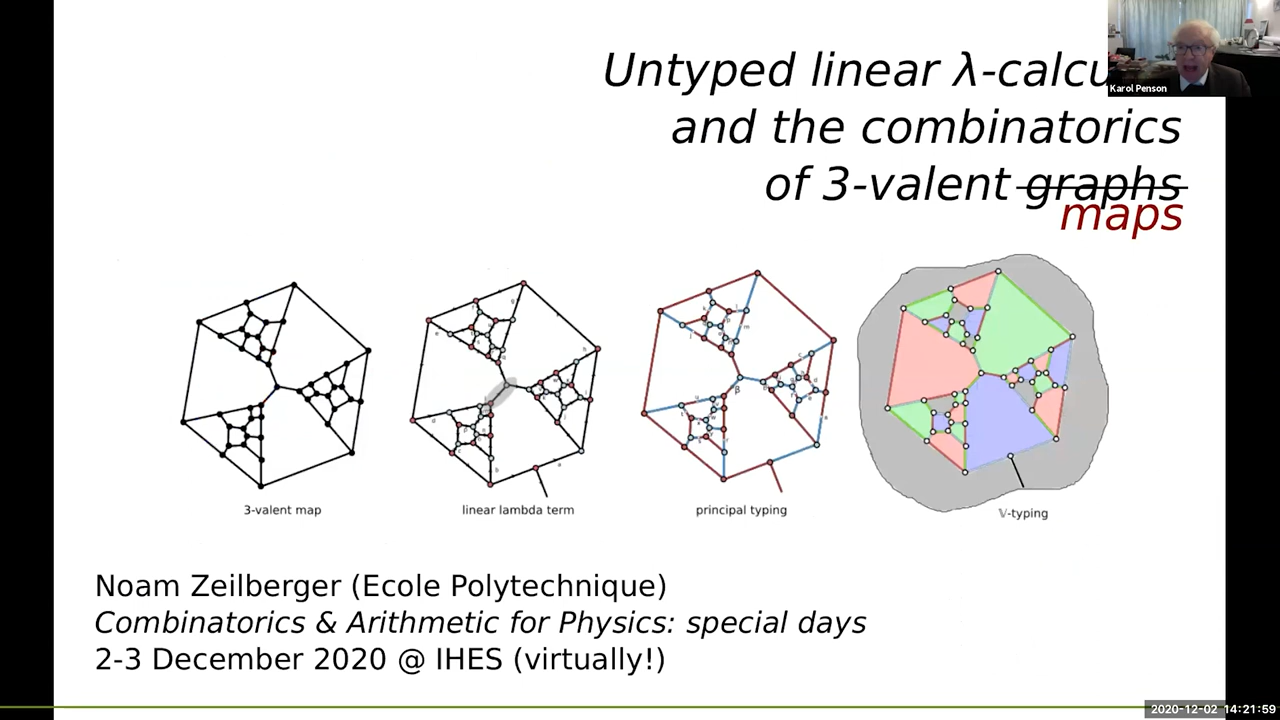 Untyped linear λ-calcu
Karol Penson
and the combinatorics
of 3-valent graphs
maps
3-valent map
linear lambda term
principal typing
𝕍-typing
β
Noam Zeilberger (Ecole Polytechnique)
Combinatorics & Arithmetic for Physics: special days
2-3 December 2020 @ IHES (virtually!)
2020-12-02 14:21:59